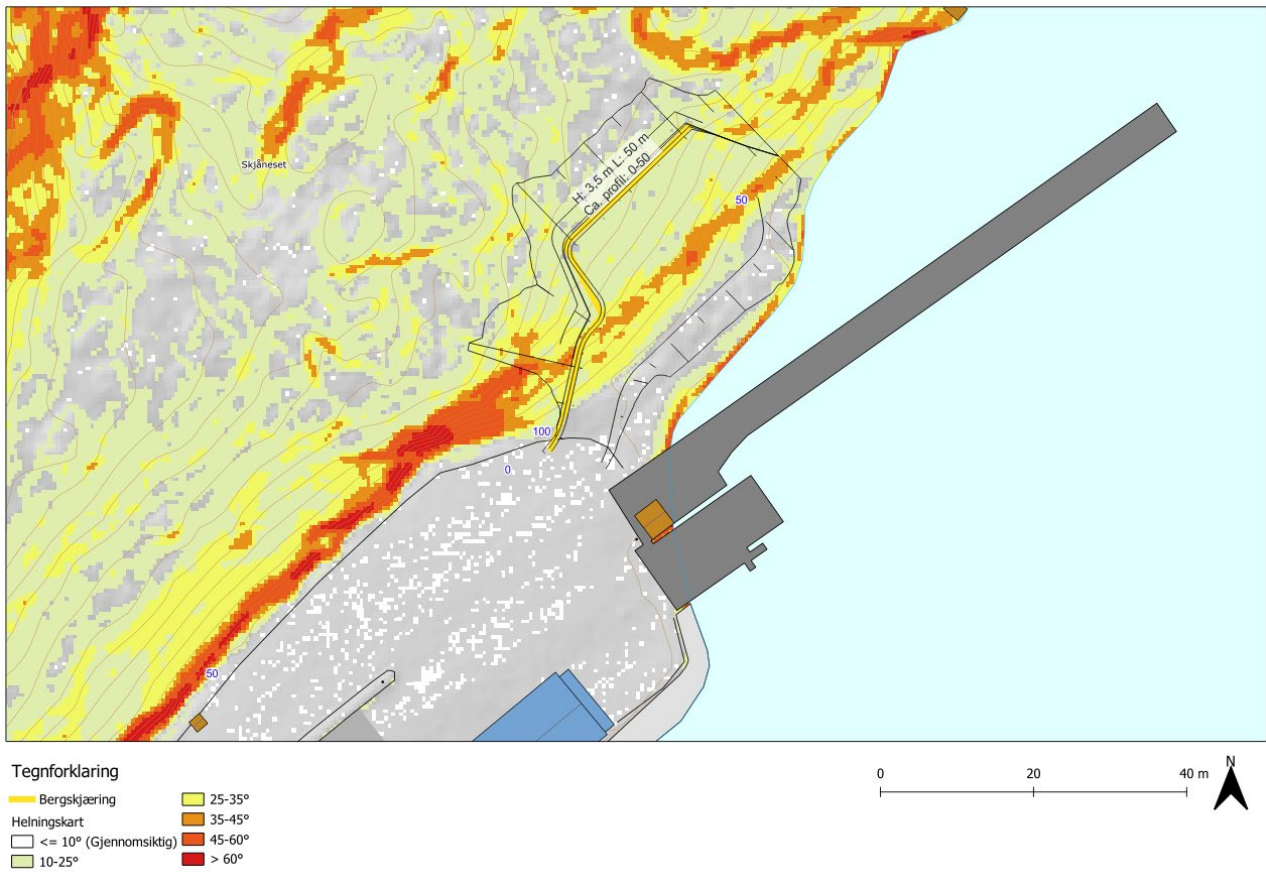 Skjåneset
H: 3,5 m L: 50 m
Ca. profil: 0-50
50
100
0
50
Tegnforklaring
Bergskjæring
Helningskart
<= 10° (Gjennomsiktig)
10-25°
25-35°
35-45°
45-60°
> 60°
0 20 40 m
N